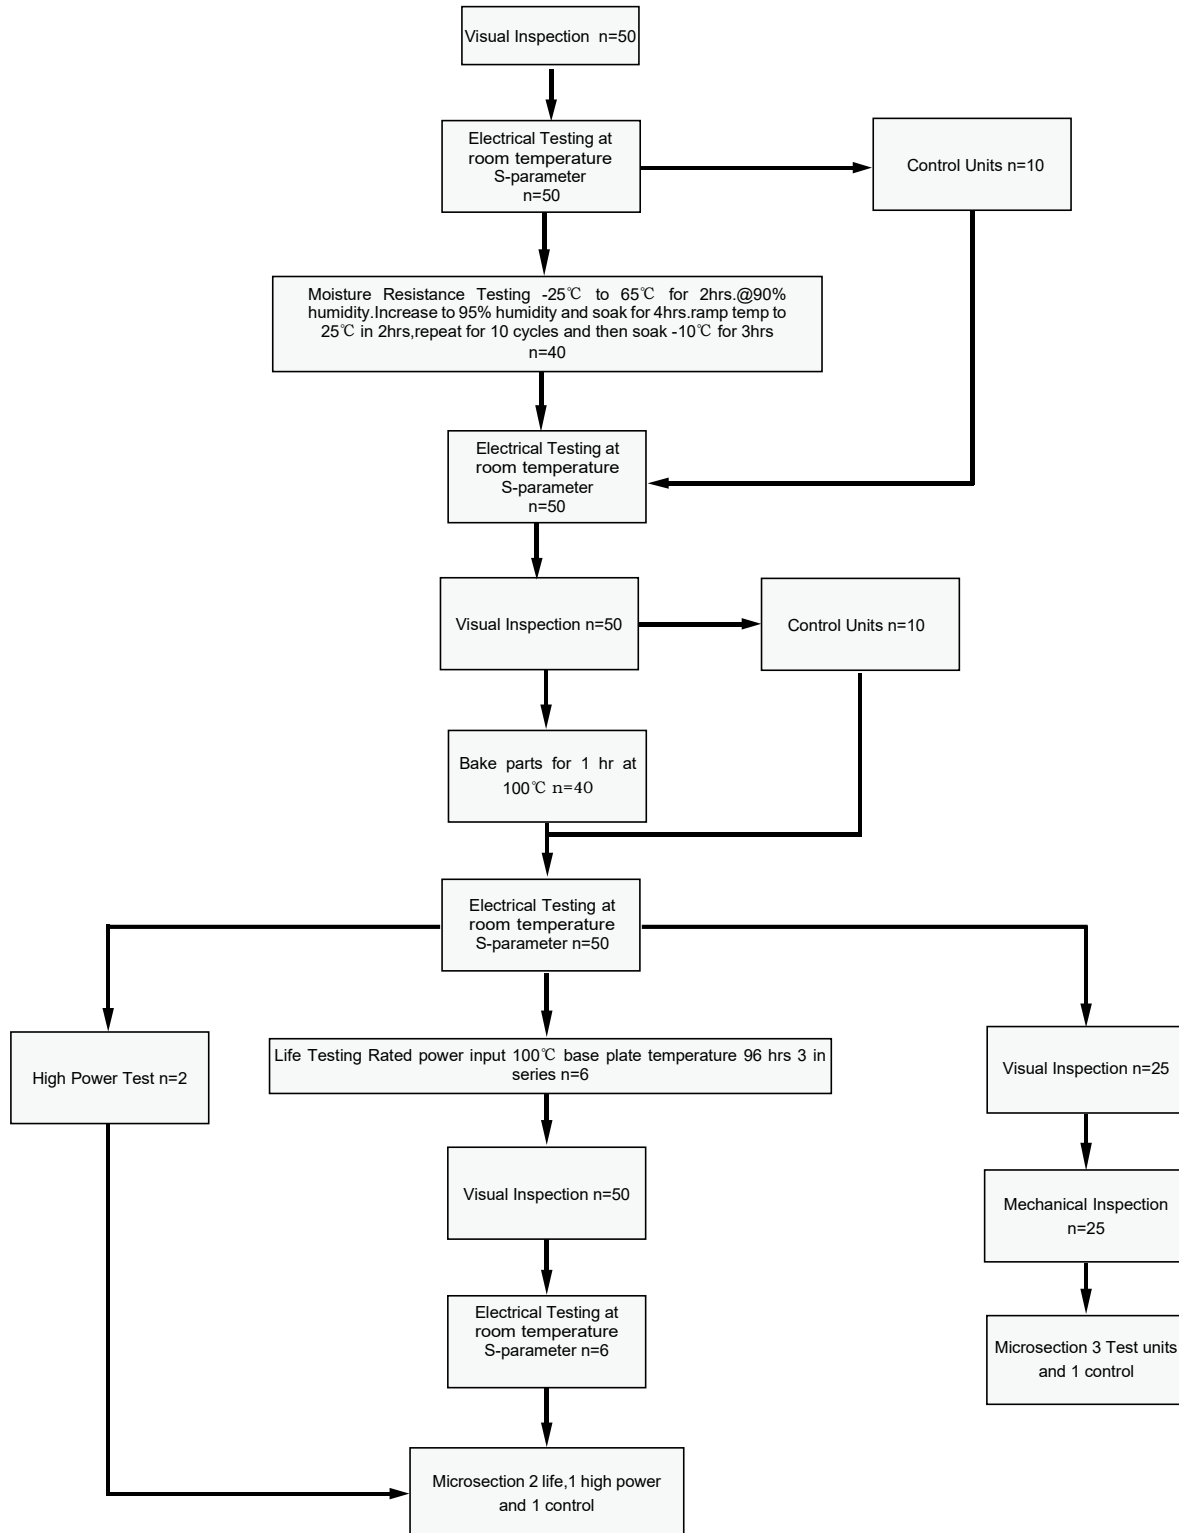 Visual Inspection n=50
Electrical Testing at
room temperature
S-parameter
n=50
Control Units n=10
Moisture Resistance Testing -25℃ to 65℃ for 2hrs.@90%
humidity.Increase to 95% humidity and soak for 4hrs.ramp temp to
25℃ in 2hrs,repeat for 10 cycles and then soak -10℃ for 3hrs
n=40
Electrical Testing at
room temperature
S-parameter
n=50
Visual Inspection n=50
Control Units n=10
Bake parts for 1 hr at
100℃ n=40
Electrical Testing at
room temperature
S-parameter n=50
High Power Test n=2
Life Testing Rated power input 100℃ base plate temperature 96 hrs 3 in
series n=6
Visual Inspection n=25
Visual Inspection n=50
Mechanical Inspection
n=25
Electrical Testing at
room temperature
S-parameter n=6
Microsection 3 Test units
and 1 control
Microsection 2 life,1 high power
and 1 control